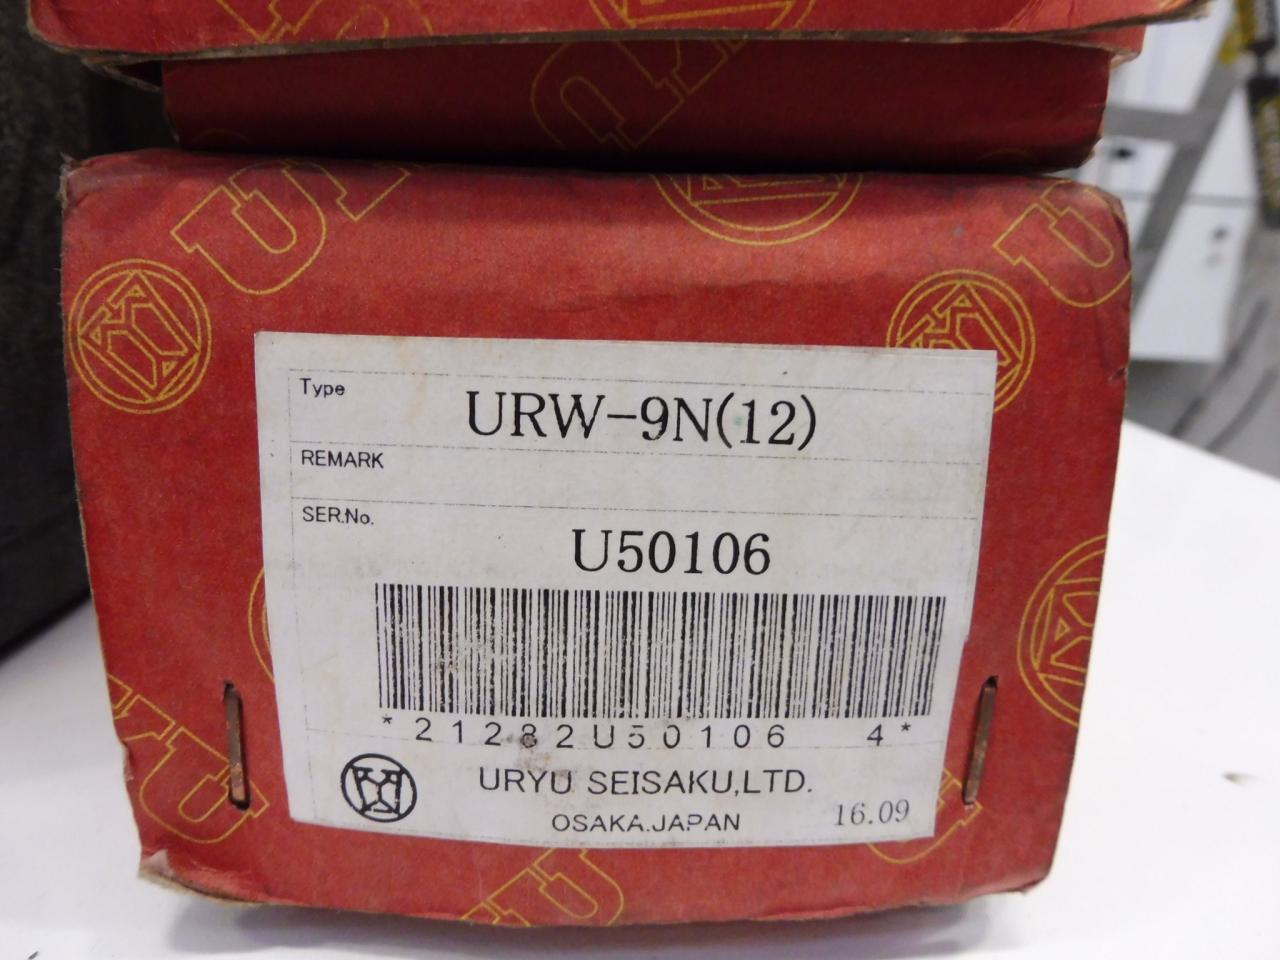 Type
URW-9N(12)
REMARK
SER.No.
U50106
*21282U50106 4*
URYU SEISAKU,LTD.
OSAKA.JAPAN
16.09